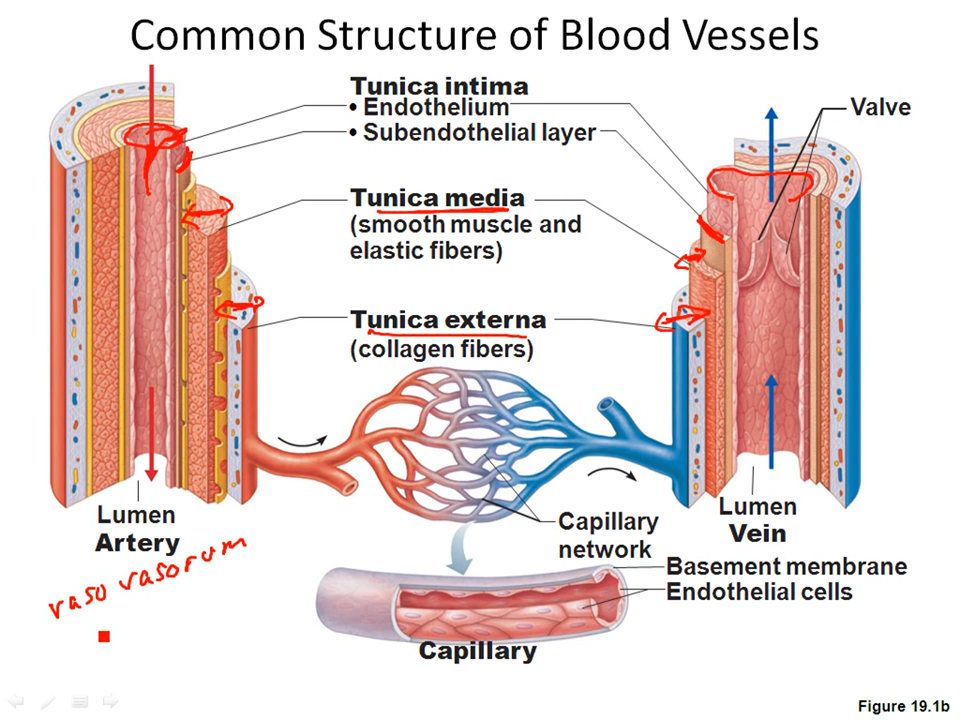 Common Structure of Blood Vessels
Tunica intima
• Endothelium
• Subendothelial layer
Valve
Tunica media
(smooth muscle and
elastic fibers)
Tunica externa
(collagen fibers)
Lumen
Artery
vaso vasorum
Capillary
network
Lumen
Vein
Basement membrane
Endothelial cells
Capillary
Figure 19.1b